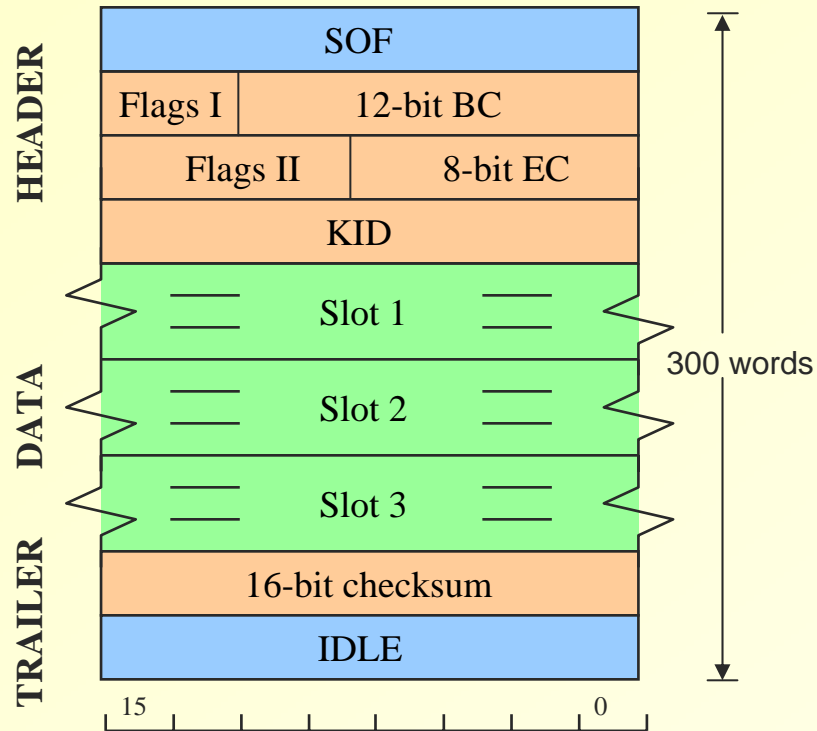 HEADER
SOF
Flags I 12-bit BC
Flags II 8-bit EC
KID
DATA
Slot 1
Slot 2
Slot 3
300 words
TRAILER
16-bit checksum
IDLE
15 0